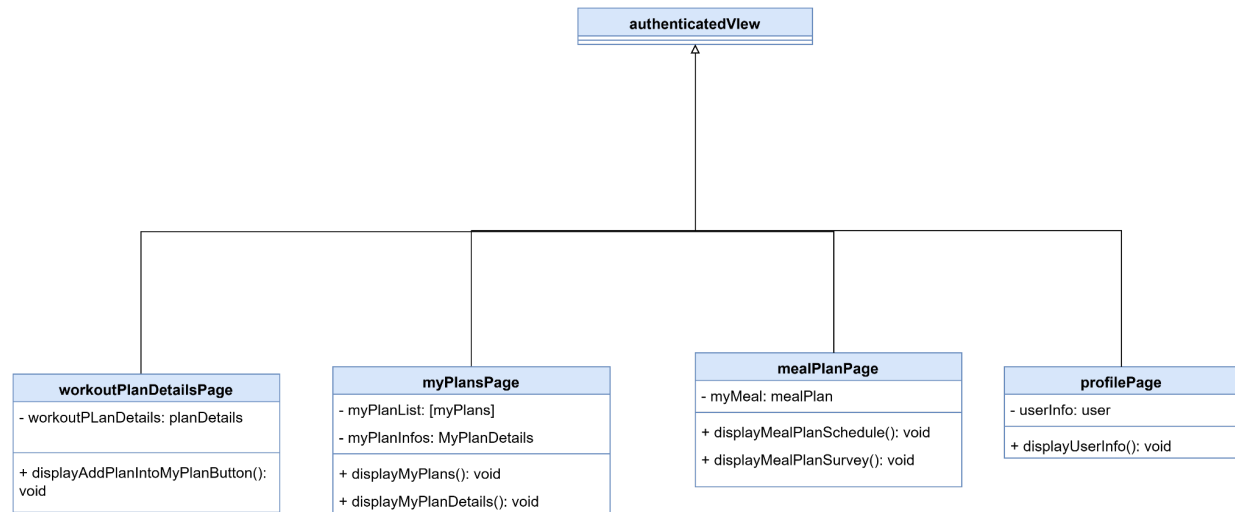 authenticatedVIew
workoutPlanDetailsPage
- workoutPLanDetails: planDetails
+ displayAddPlanIntoMyPlanButton():
void
myPlansPage
- myPlanList: [myPlans]
- myPlanInfos: MyPlanDetails
+ displayMyPlans(): void
+ displayMyPlanDetails(): void
mealPlanPage
- myMeal: mealPlan
+ displayMealPlanSchedule(): void
+ displayMealPlanSurvey(): void
profilePage
- userInfo: user
+ displayUserInfo(): void